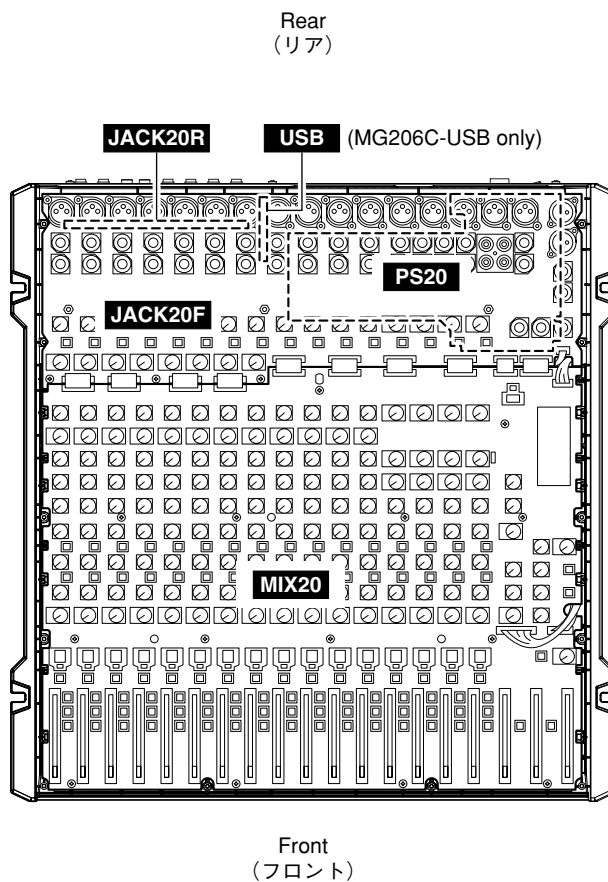 Rear
（リア）
JACK20R
USB (MG206C-USB only)
PS20
JACK20F
MIX20
Front
（フロント）